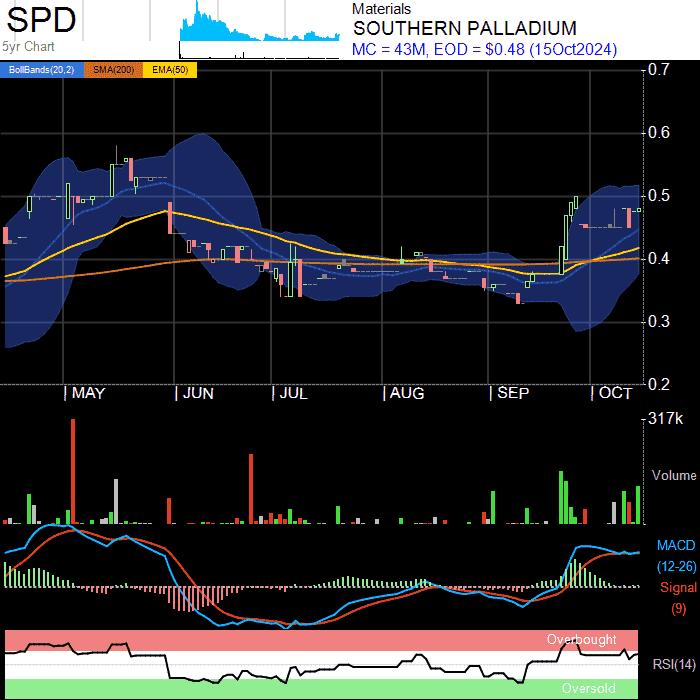 SPD
5yr Chart
Materials
SOUTHERN PALLADIUM
MC = 43M, EOD = $0.48 (15Oct2024)
BollBands(20,2) SMA(200) EMA(50)
0.7
0.6
0.5
0.4
0.3
0.2
MAY JUN JUL AUG SEP OCT
317k
Volume
MACD
(12-26)
Signal
(9)
Overbought
RSI(14)
Oversold